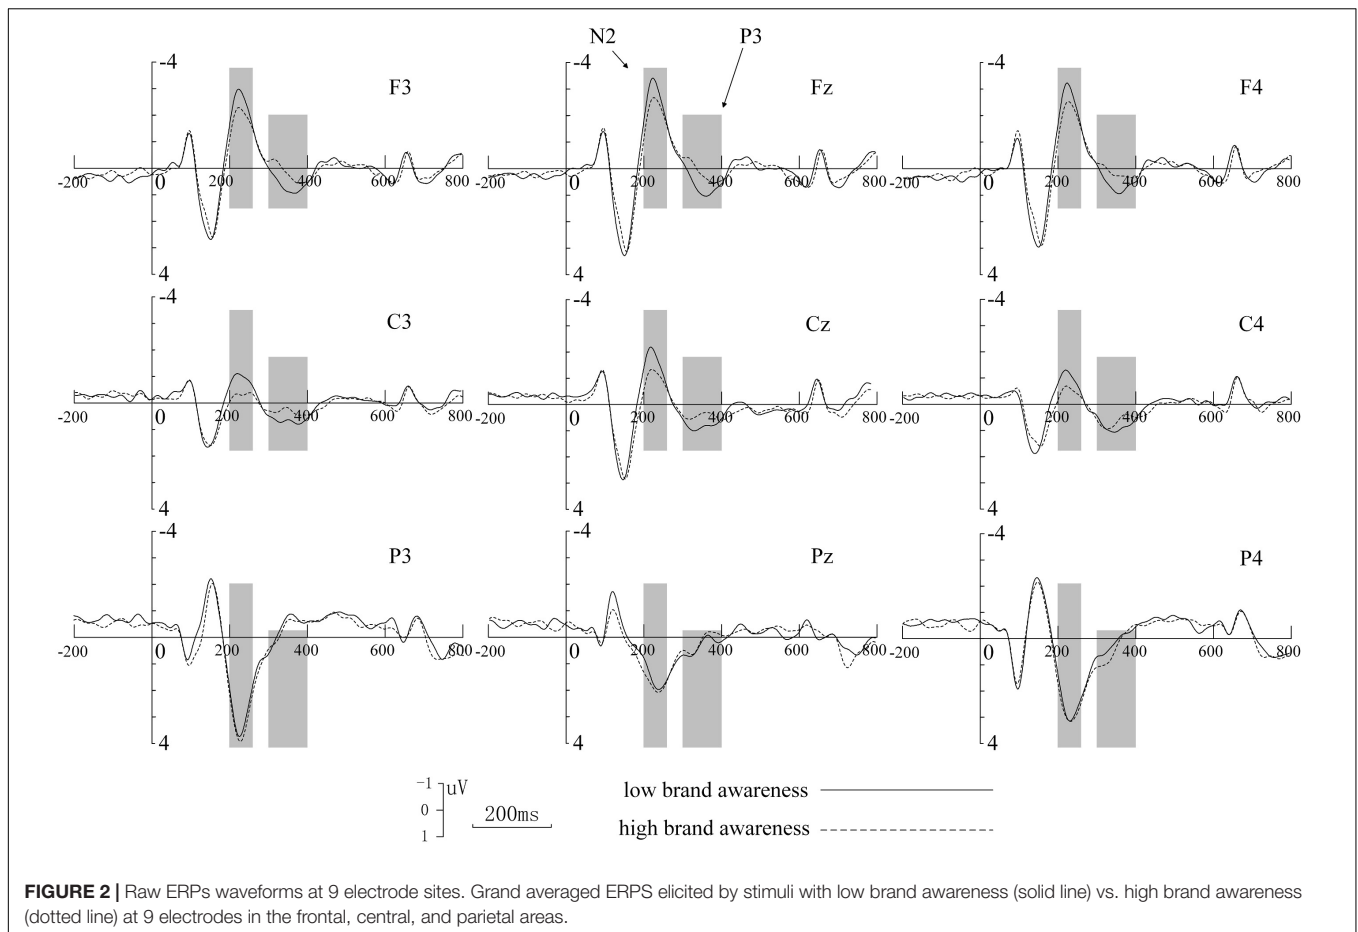 N2 P3
-4 -4 -4
F3 Fz F4
-200 0 200 400 600 800 -200 0 200 400 600 800 -200 0 200 400 600 800
4 4 4
-4 -4 -4
C3 Cz C4
-200 0 200 400 600 800 -200 0 200 400 600 800 -200 0 200 400 600 800
4 4 4
-4 -4 -4
P3 Pz P4
-200 0 200 400 600 800 -200 0 200 400 600 800 -200 0 200 400 600 800
4 4 4
-1 uV low brand awareness
0 200ms
1 high brand awareness
FIGURE 2 | Raw ERPs waveforms at 9 electrode sites. Grand averaged ERPS elicited by stimuli with low brand awareness (solid line) vs. high brand awareness
(dotted line) at 9 electrodes in the frontal, central, and parietal areas.